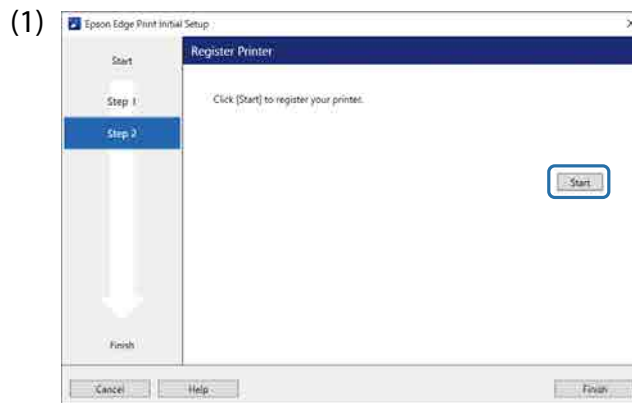 (1)
Epson Edge Print Initial Setup
Start
Register Printer
Step 1
Click [Start] to register your printer.
Step 2
Start
Finish
Cancel Help Finish